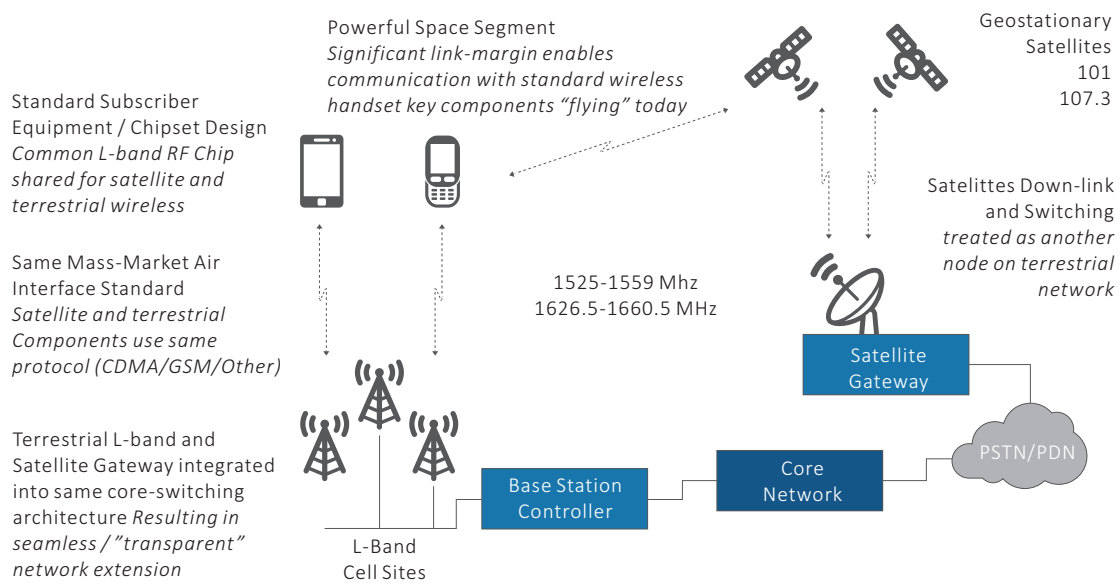 Powerful Space Segment
Significant link-margin enables
communication with standard wireless
handset key components “flying” today
Geostationary
Satellites
101
107.3
Standard Subscriber
Equipment / Chipset Design
Common L-band RF Chip
shared for satellite and
terrestrial wireless
Satelittes Down-link
and Switching
treated as another
node on terrestrial
network
Same Mass-Market Air
Interface Standard
Satellite and terrestrial
Components use same
protocol (CDMA/GSM/Other)
1525-1559 Mhz
1626.5-1660.5 MHz
Satellite
Gateway
Terrestrial L-band and
Satellite Gateway integrated
into same core-switching
architecture Resulting in
seamless / ”transparent”
network extension
PSTN/PDN
Core
Network
Base Station
Controller
L-Band
Cell Sites